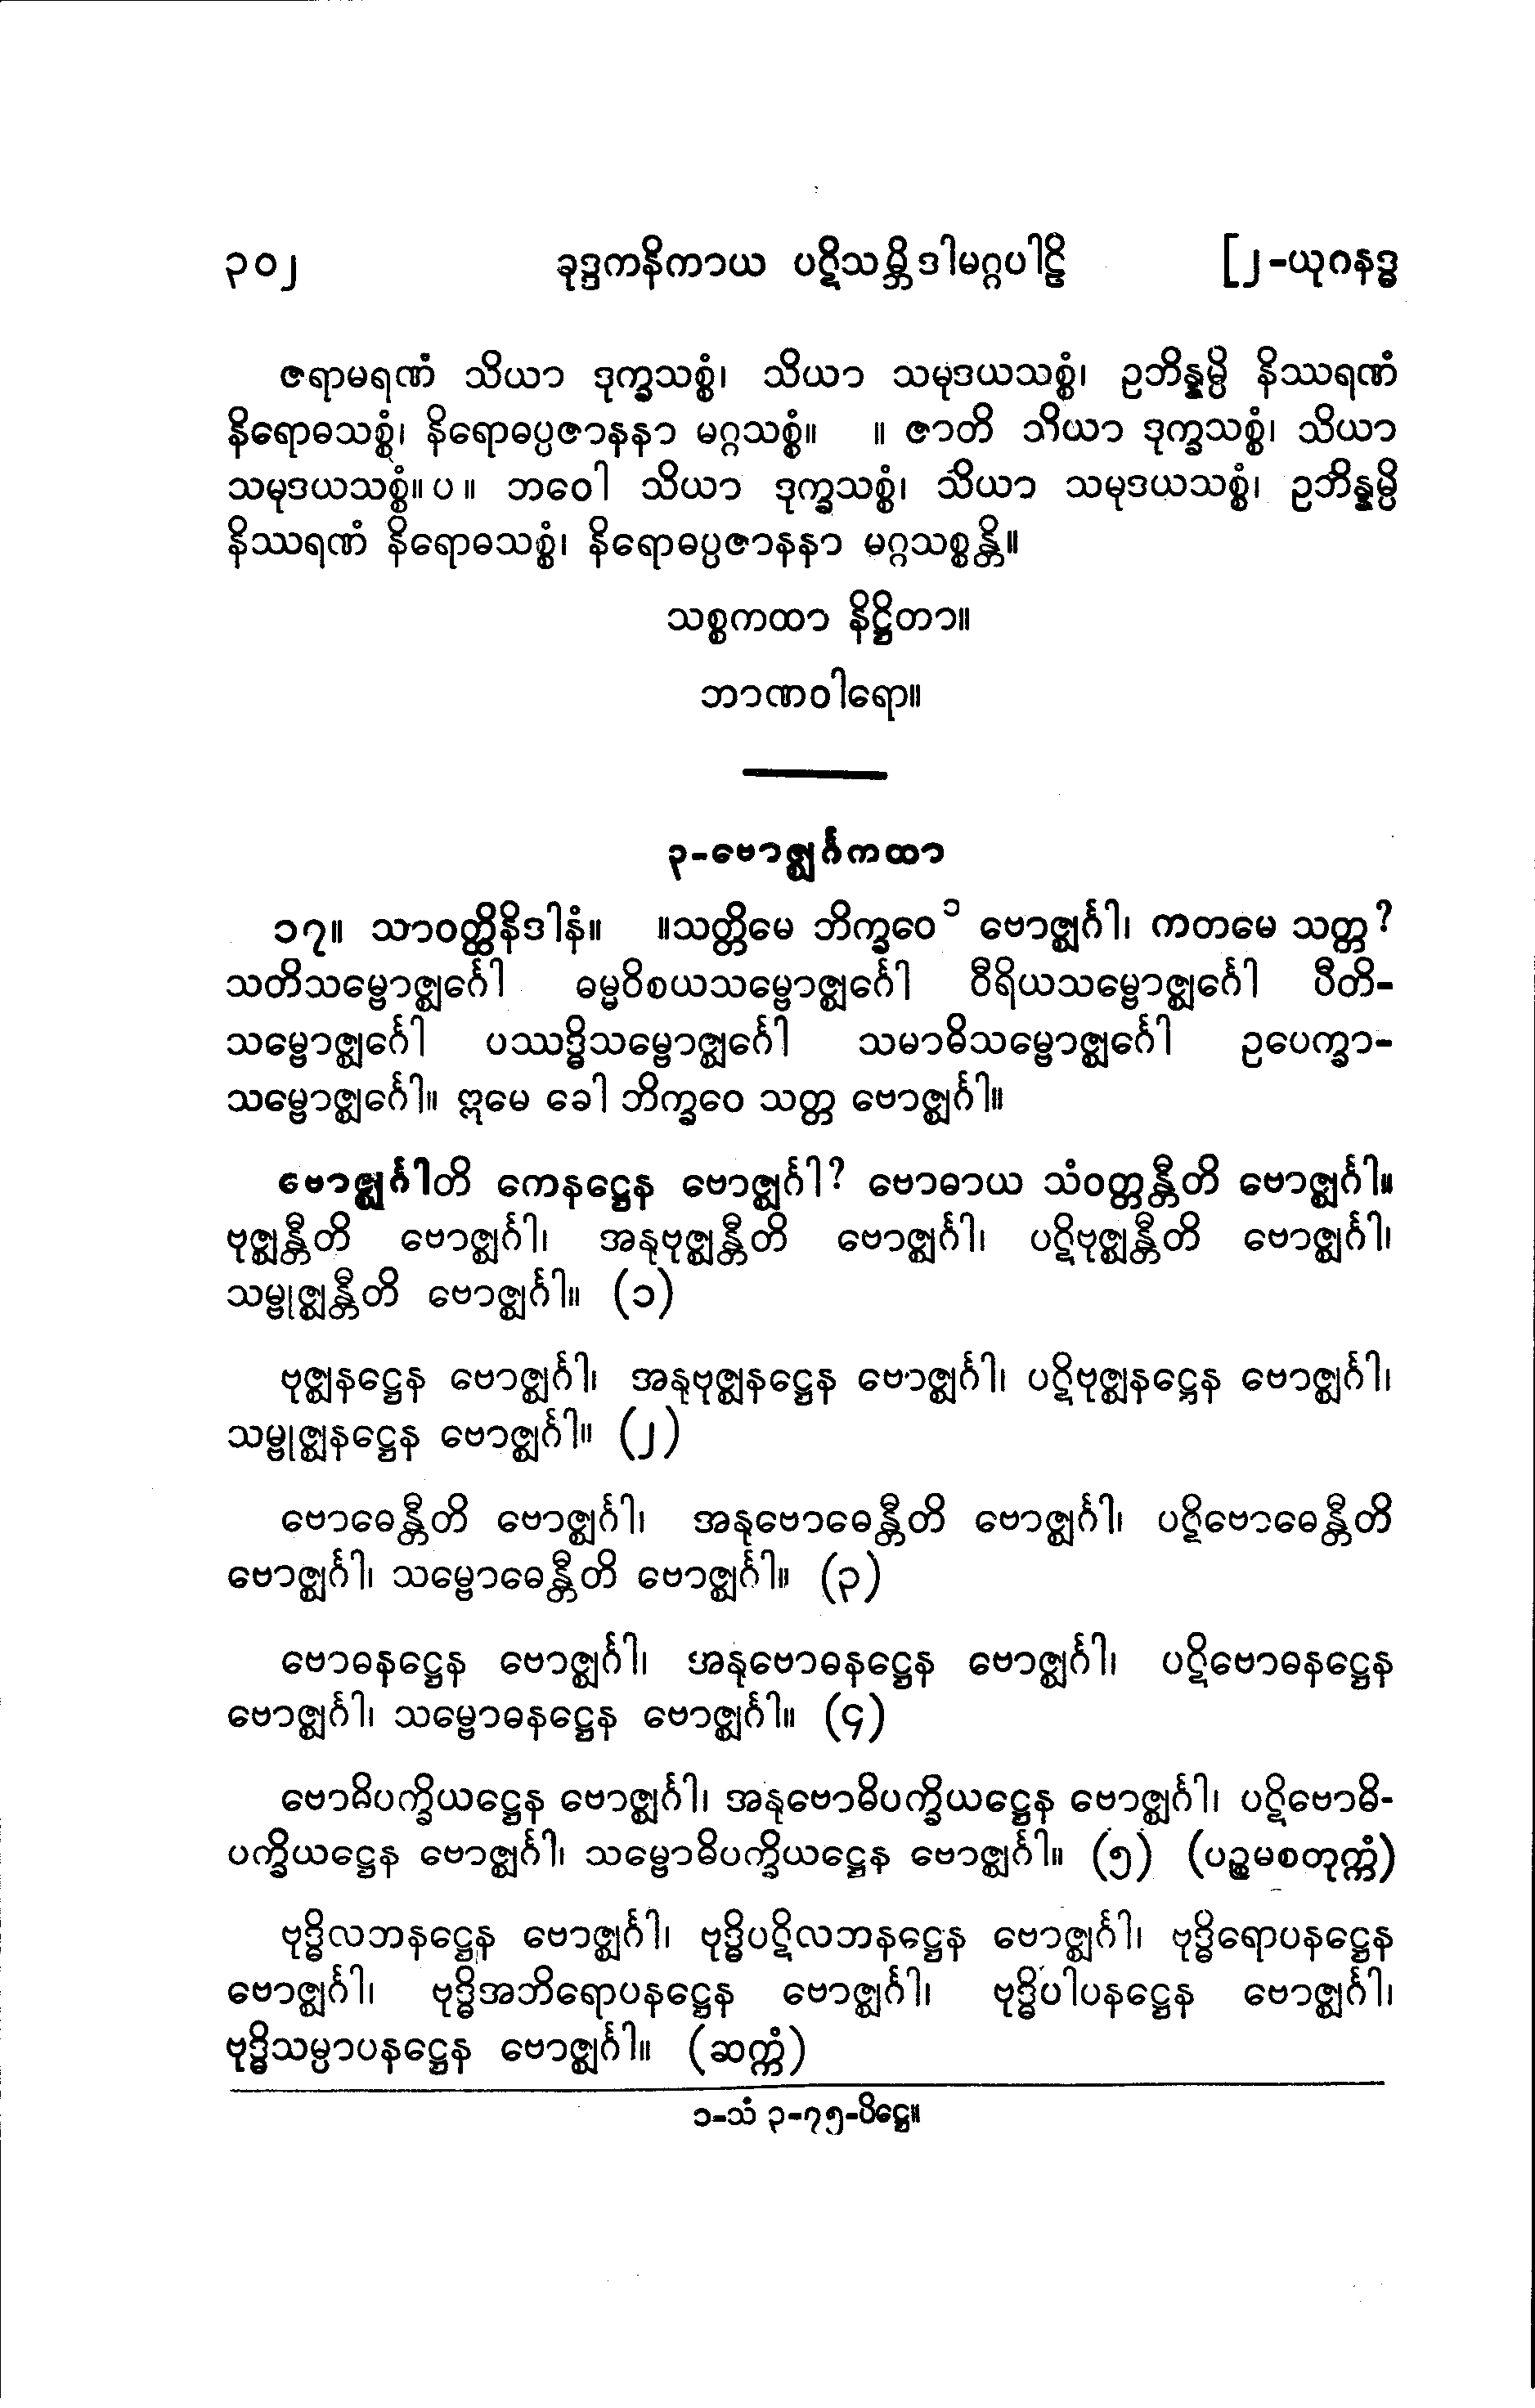 ၃၀၂ ခုဒ္ဒကနိကာယ ပဋိသမ္ဘိဒါမဂ္ဂပါဠိ [၂-ယုဂနဒ္ဓ
ဇရာမရဏံ သိယာ ဒုက္ခသစ္စံ၊ သိယာ သမုဒယသစ္စံ၊ ဥဘိန္နမ္ပိ နိဿရဏံ
နိရောဓသစ္စံ၊ နိရောဓပ္ပဇာနနာ မဂ္ဂသစ္စံ။ ။ ဇာတိ သိယာ ဒုက္ခသစ္စံ၊ သိယာ
သမုဒယသစ္စံ။ ပ ။ ဘဝေါ သိယာ ဒုက္ခသစ္စံ၊ သိယာ သမုဒယသစ္စံ၊ ဥဘိန္နမ္ပိ
နိဿရဏံ နိရောဓသစ္စံ၊ နိရောဓပ္ပဇာနနာ မဂ္ဂသစ္စန္တိ။
သစ္စကထာ နိဋ္ဌိတာ။
ဘာဏဝါရော။
၃-ဗောဇ္ဈင်္ဂကထာ
၁၇။ သာဝတ္ထိနိဒါနံ။ ။သတ္တိမေ ဘိက္ခဝေ ၁ ဗောဇ္ဈင်္ဂါ၊ ကတမေ သတ္တ?
သတိသမ္ဗောဇ္ဈင်္ဂေါ ဓမ္မဝိစယသမ္ဗောဇ္ဈင်္ဂေါ ဝီရိယသမ္ဗောဇ္ဈင်္ဂေါ ပီတိ-
သမ္ဗောဇ္ဈင်္ဂေါ ပဿဒ္ဓိသမ္ဗောဇ္ဈင်္ဂေါ သမာဓိသမ္ဗောဇ္ဈင်္ဂေါ ဥပေက္ခာ-
သမ္ဗောဇ္ဈင်္ဂေါ။ ဣမေ ခေါ ဘိက္ခဝေ သတ္တ ဗောဇ္ဈင်္ဂါ။
ဗောဇ္ဈင်္ဂါတိ ကေနဋ္ဌေန ဗောဇ္ဈင်္ဂါ? ဗောဓာယ သံဝတ္တန္တီတိ ဗောဇ္ဈင်္ဂါ။
ဗုဇ္ဈန္တီတိ ဗောဇ္ဈင်္ဂါ၊ အနုဗုဇ္ဈန္တီတိ ဗောဇ္ဈင်္ဂါ၊ ပဋိဗုဇ္ဈန္တီတိ ဗောဇ္ဈင်္ဂါ၊
သမ္ဗုဇ္ဈန္တီတိ ဗောဇ္ဈင်္ဂါ။ (၁)
ဗုဇ္ဈနဋ္ဌေန ဗောဇ္ဈင်္ဂါ၊ အနုဗုဇ္ဈနဋ္ဌေန ဗောဇ္ဈင်္ဂါ၊ ပဋိဗုဇ္ဈနဋ္ဌေန ဗောဇ္ဈင်္ဂါ၊
သမ္ဗုဇ္ဈနဋ္ဌေန ဗောဇ္ဈင်္ဂါ။ (၂)
ဗောဓေန္တီတိ ဗောဇ္ဈင်္ဂါ၊ အနုဗောဓေန္တီတိ ဗောဇ္ဈင်္ဂါ၊ ပဋိဗောဓေန္တီတိ
ဗောဇ္ဈင်္ဂါ၊ သမ္ဗောဓေန္တီတိ ဗောဇ္ဈင်္ဂါ။ (၃)
ဗောဓနဋ္ဌေန ဗောဇ္ဈင်္ဂါ၊ အနုဗောဓနဋ္ဌေန ဗောဇ္ဈင်္ဂါ၊ ပဋိဗောဓနဋ္ဌေန
ဗောဇ္ဈင်္ဂါ၊ သမ္ဗောဓနဋ္ဌေန ဗောဇ္ဈင်္ဂါ။ (၄)
ဗောဓိပက္ခိယဋ္ဌေန ဗောဇ္ဈင်္ဂါ၊ အနုဗောဓိပက္ခိယဋ္ဌေန ဗောဇ္ဈင်္ဂါ၊ ပဋိဗောဓိ-
ပက္ခိယဋ္ဌေန ဗောဇ္ဈင်္ဂါ၊ သမ္ဗောဓိပက္ခိယဋ္ဌေန ဗောဇ္ဈင်္ဂါ။ (၅) (ပဉ္စမစတုက္ကံ)
ဗုဒ္ဓိလဘနဋ္ဌေန ဗောဇ္ဈင်္ဂါ၊ ဗုဒ္ဓိပဋိလဘနဋ္ဌေန ဗောဇ္ဈင်္ဂါ၊ ဗုဒ္ဓိရောပနဋ္ဌေန
ဗောဇ္ဈင်္ဂါ၊ ဗုဒ္ဓိအဘိရောပနဋ္ဌေန ဗောဇ္ဈင်္ဂါ၊ ဗုဒ္ဓိပါပနဋ္ဌေန ဗောဇ္ဈင်္ဂါ၊
ဗုဒ္ဓိသမ္ပာပနဋ္ဌေန ဗောဇ္ဈင်္ဂါ။ (ဆက္ကံ)
၁-သံ ၃-၇၅-ပိဋ္ဌေ။